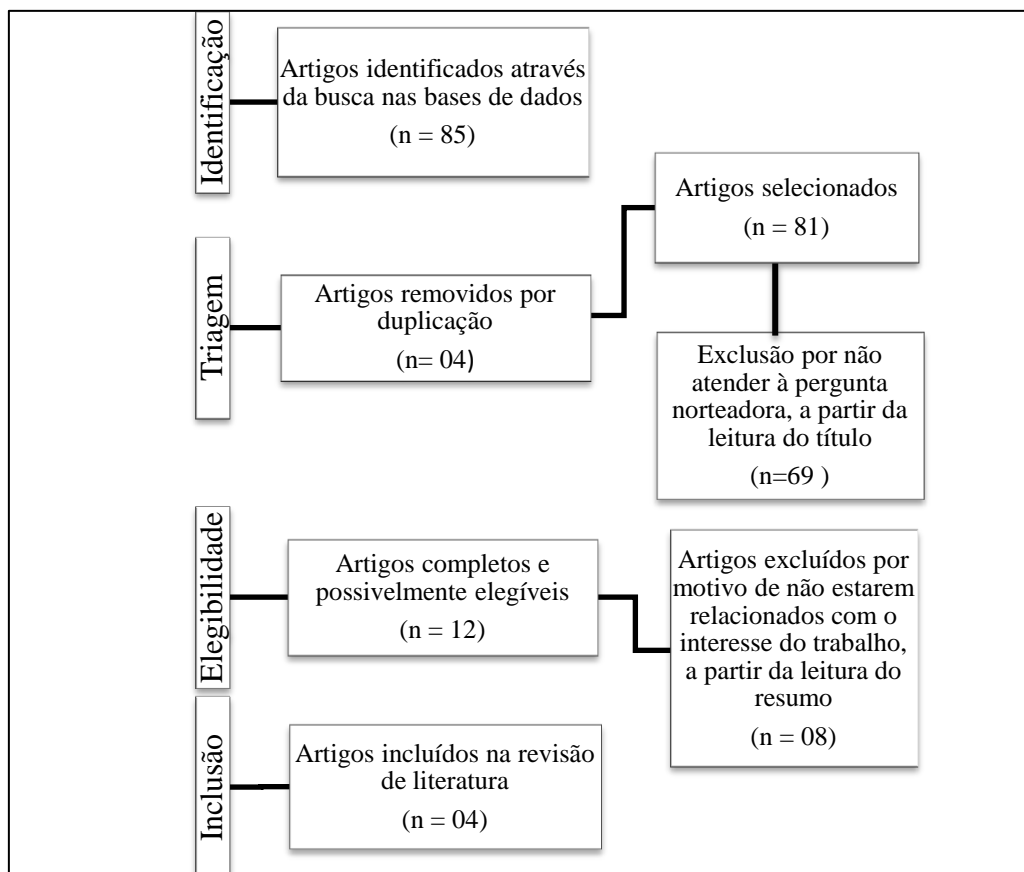 Identificação
Artigos identificados através
da busca nas bases de dados
(n = 85)
Triagem
Artigos removidos por
duplicação
(n= 04)
Artigos selecionados
(n = 81)
Exclusão por não
atender à pergunta
norteadora, a partir da
leitura do título
(n=69 )
Elegibilidade
Artigos completos e
possivelmente elegíveis
(n = 12)
Artigos excluídos por
motivo de não estarem
relacionados com o
interesse do trabalho,
a partir da leitura do
resumo
(n = 08)
Inclusão
Artigos incluídos na revisão
de literatura
(n = 04)